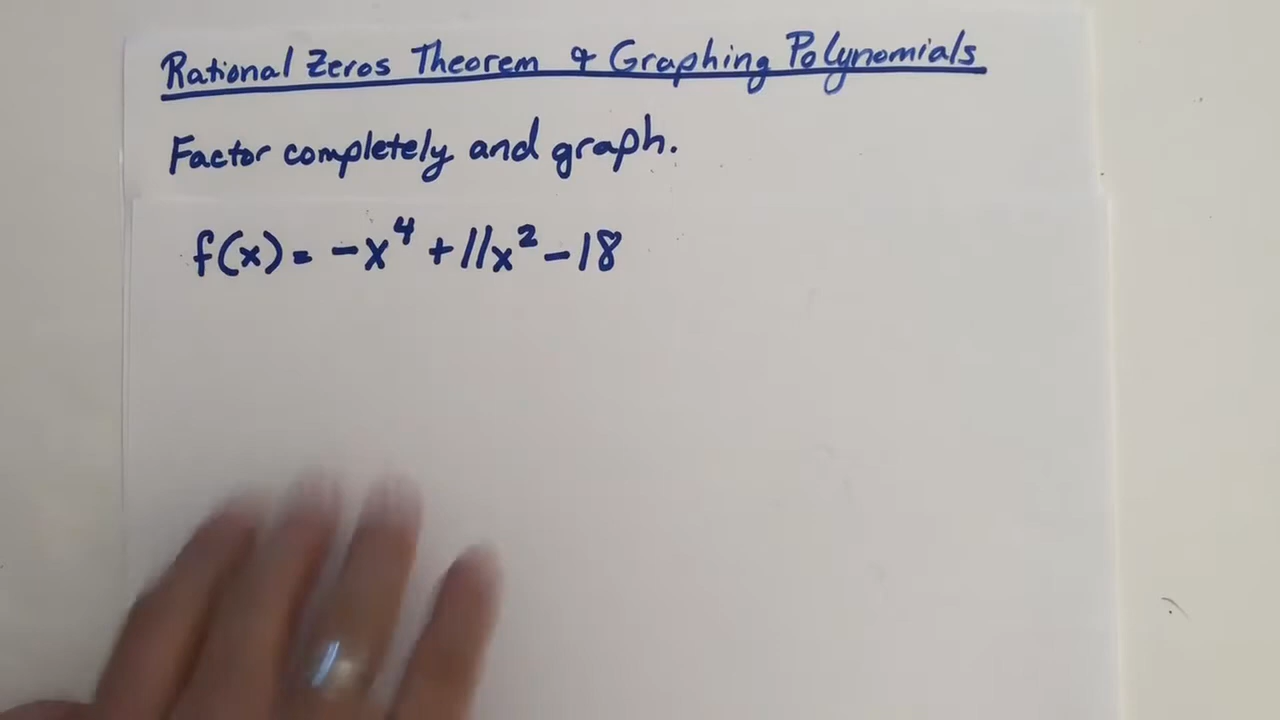 Rational Zeros Theorem & Graphing Polynomials
Factor completely and graph.
f(x) = -x⁴ + 11x² - 18